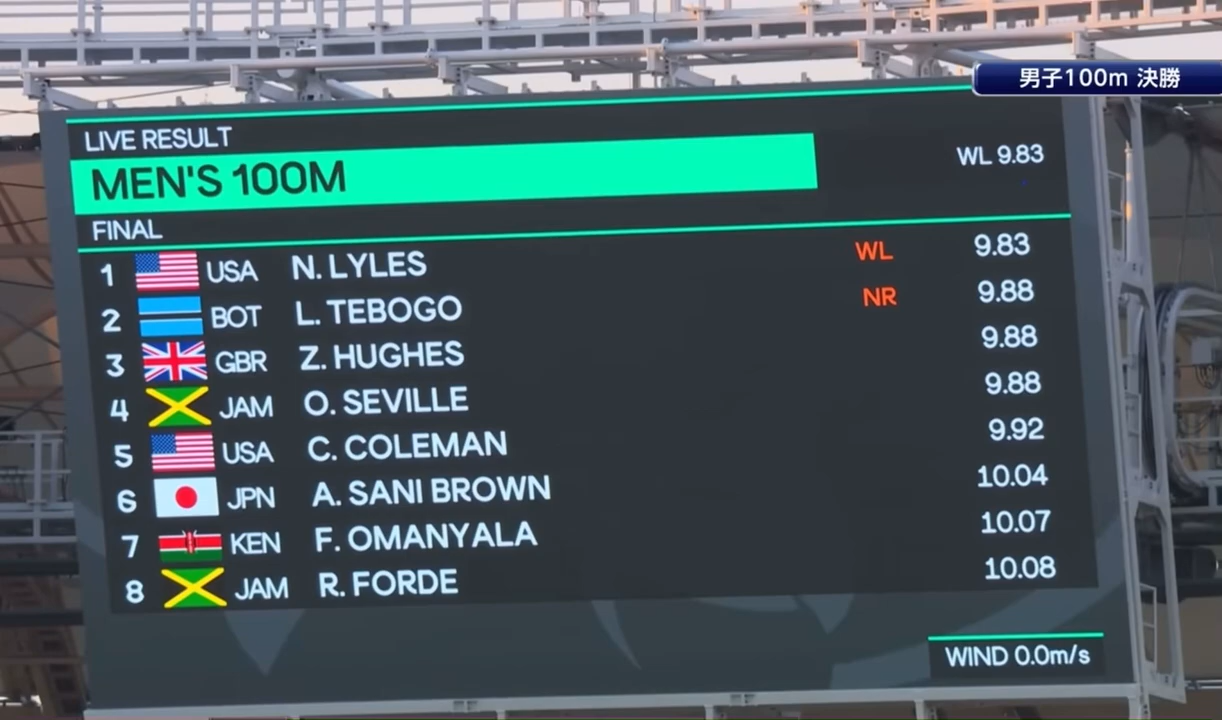 男子100m 決勝
LIVE RESULT
MEN'S 100M
WL 9.83
FINAL
1 USA N. LYLES WL 9.83
2 BOT L. TEBOGO NR 9.88
3 GBR Z. HUGHES 9.88
4 JAM O. SEVILLE 9.88
5 USA C. COLEMAN 9.92
6 JPN A. SANI BROWN 10.04
7 KEN F. OMANYALA 10.07
8 JAM R. FORDE 10.08
WIND 0.0m/s